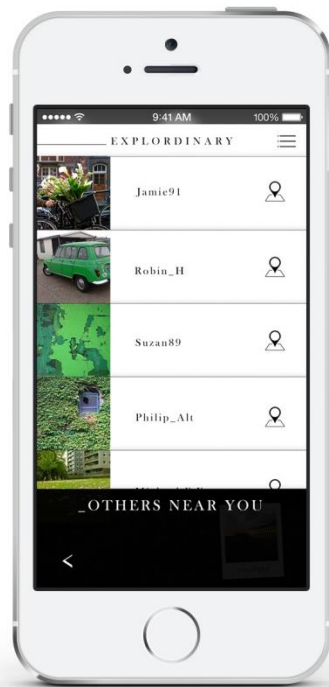 9:41 AM 100%
EXPLORDINARY
Jamie91
Robin_H
Suzan89
Philip_Alt
_OTHERS NEAR YOU
<